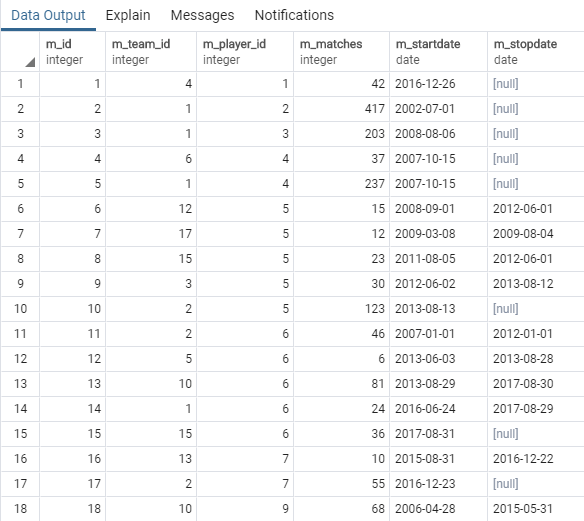 Data Output Explain Messages Notifications
m_id m_team_id m_player_id m_matches m_startdate m_stopdate
integer integer integer integer date date
1 1 4 1 42 2016-12-26 [null]
2 2 1 2 417 2002-07-01 [null]
3 3 1 3 203 2008-08-06 [null]
4 4 6 4 37 2007-10-15 [null]
5 5 1 4 237 2007-10-15 [null]
6 6 12 5 15 2008-09-01 2012-06-01
7 7 17 5 12 2009-03-08 2009-08-04
8 8 15 5 23 2011-08-05 2012-06-01
9 9 3 5 30 2012-06-02 2013-08-12
10 10 2 5 123 2013-08-13 [null]
11 11 2 6 46 2007-01-01 2012-01-01
12 12 5 6 6 2013-06-03 2013-08-28
13 13 10 6 81 2013-08-29 2017-08-30
14 14 1 6 24 2016-06-24 2017-08-29
15 15 15 6 36 2017-08-31 [null]
16 16 13 7 10 2015-08-31 2016-12-22
17 17 2 7 55 2016-12-23 [null]
18 18 10 9 68 2006-04-28 2015-05-31